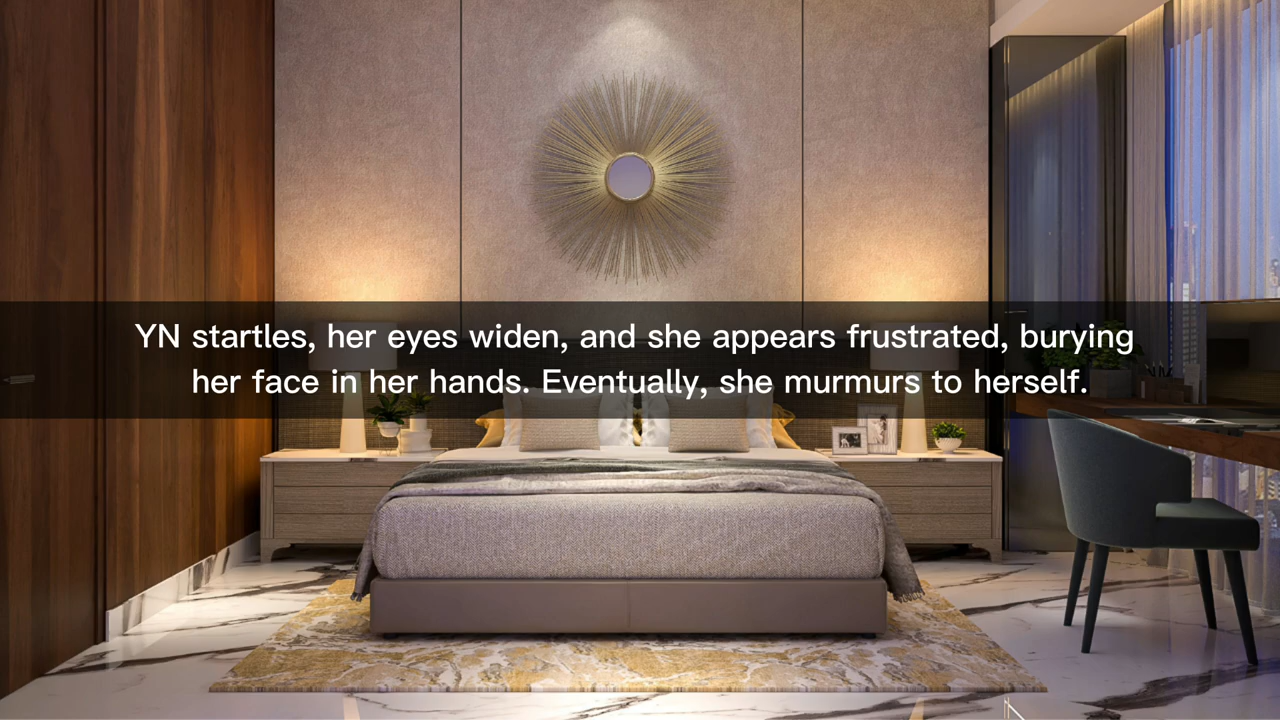 YN startles, her eyes widen, and she appears frustrated, burying
her face in her hands. Eventually, she murmurs to herself.